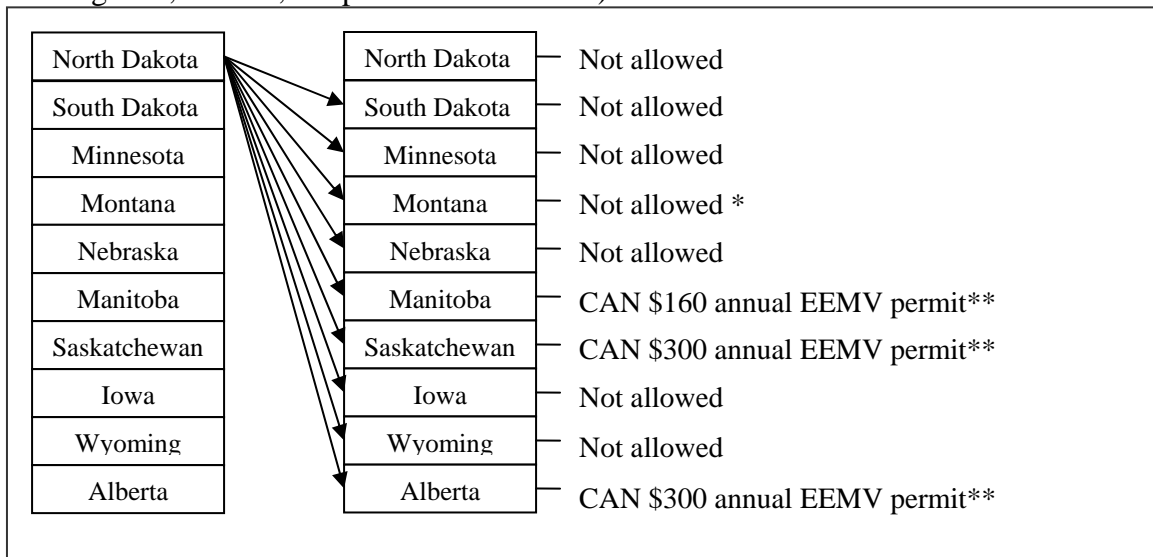 North Dakota North Dakota Not allowed
South Dakota South Dakota Not allowed
Minnesota Minnesota Not allowed
Montana Montana Not allowed *
Nebraska Nebraska Not allowed
Manitoba Manitoba CAN $160 annual EEMV permit**
Saskatchewan Saskatchewan CAN $300 annual EEMV permit**
Iowa Iowa Not allowed
Wyoming Wyoming Not allowed
Alberta Alberta CAN $300 annual EEMV permit**